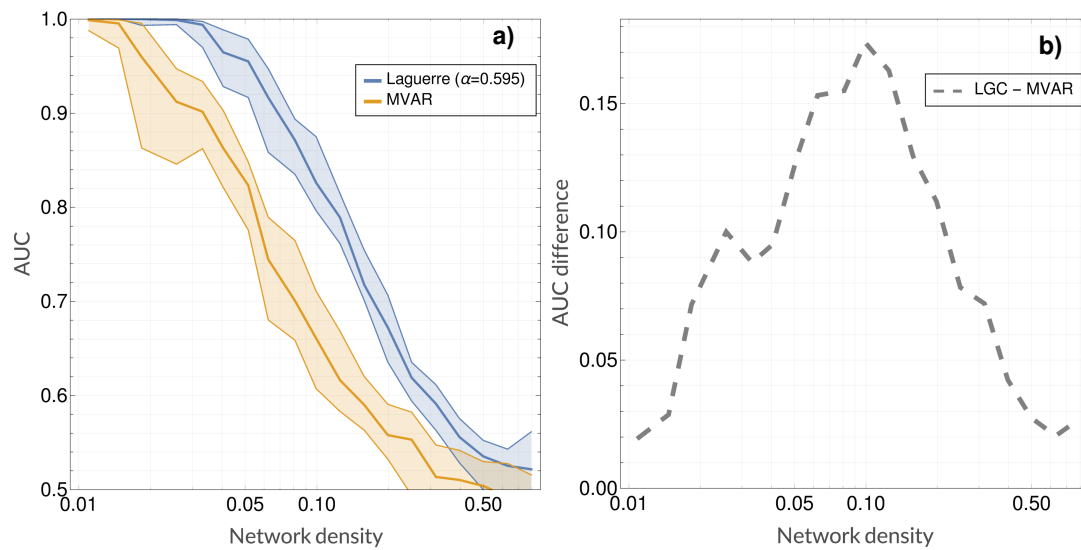 a)
Laguerre (α=0.595)
MVAR
AUC
1.0
0.9
0.8
0.7
0.6
0.5
0.01
0.05
0.10
0.50
Network density
b)
LGC − MVAR
AUC difference
0.15
0.10
0.05
0.00
0.01
0.05
0.10
0.50
Network density